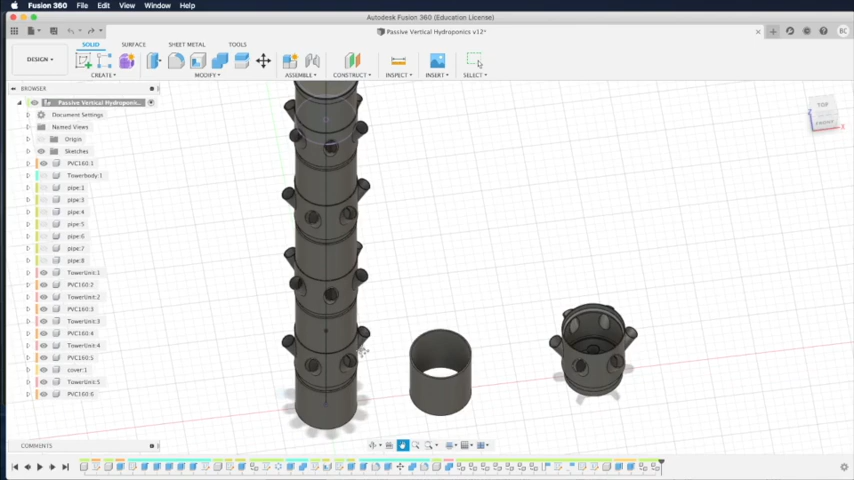 Fusion 360 File Edit View Window Help
Autodesk Fusion 360 (Education License)
Passive Vertical Hydroponics v12*
BC
SOLID SURFACE SHEET METAL TOOLS
DESIGN
CREATE MODIFY ASSEMBLE CONSTRUCT INSPECT INSERT SELECT
BROWSER
Passive Vertical Hydroponic...
Document Settings
Named Views
Origin
Sketches
PVC160:1
Towerbody:1
pipe:1
pipe:3
pipe:4
pipe:5
pipe:6
pipe:7
pipe:8
TowerUnit:1
PVC160:2
TowerUnit:2
PVC160:3
TowerUnit:3
PVC160:4
TowerUnit:4
PVC160:5
cover:1
TowerUnit:5
PVC160:6
TOP
FRONT
Z
X
COMMENTS